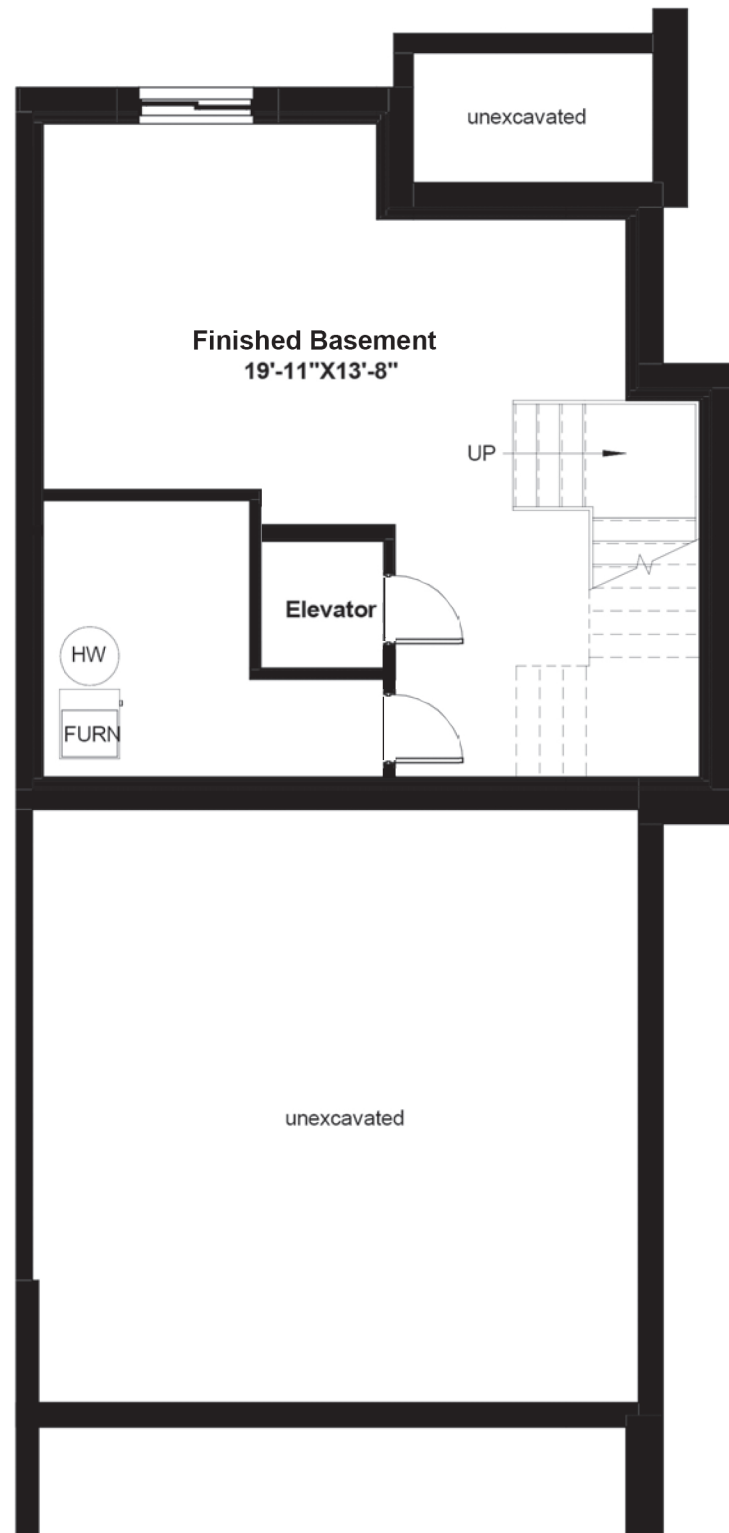 unexcavated
Finished Basement
19'-11"X13'-8"
UP
Elevator
HW
FURN
unexcavated